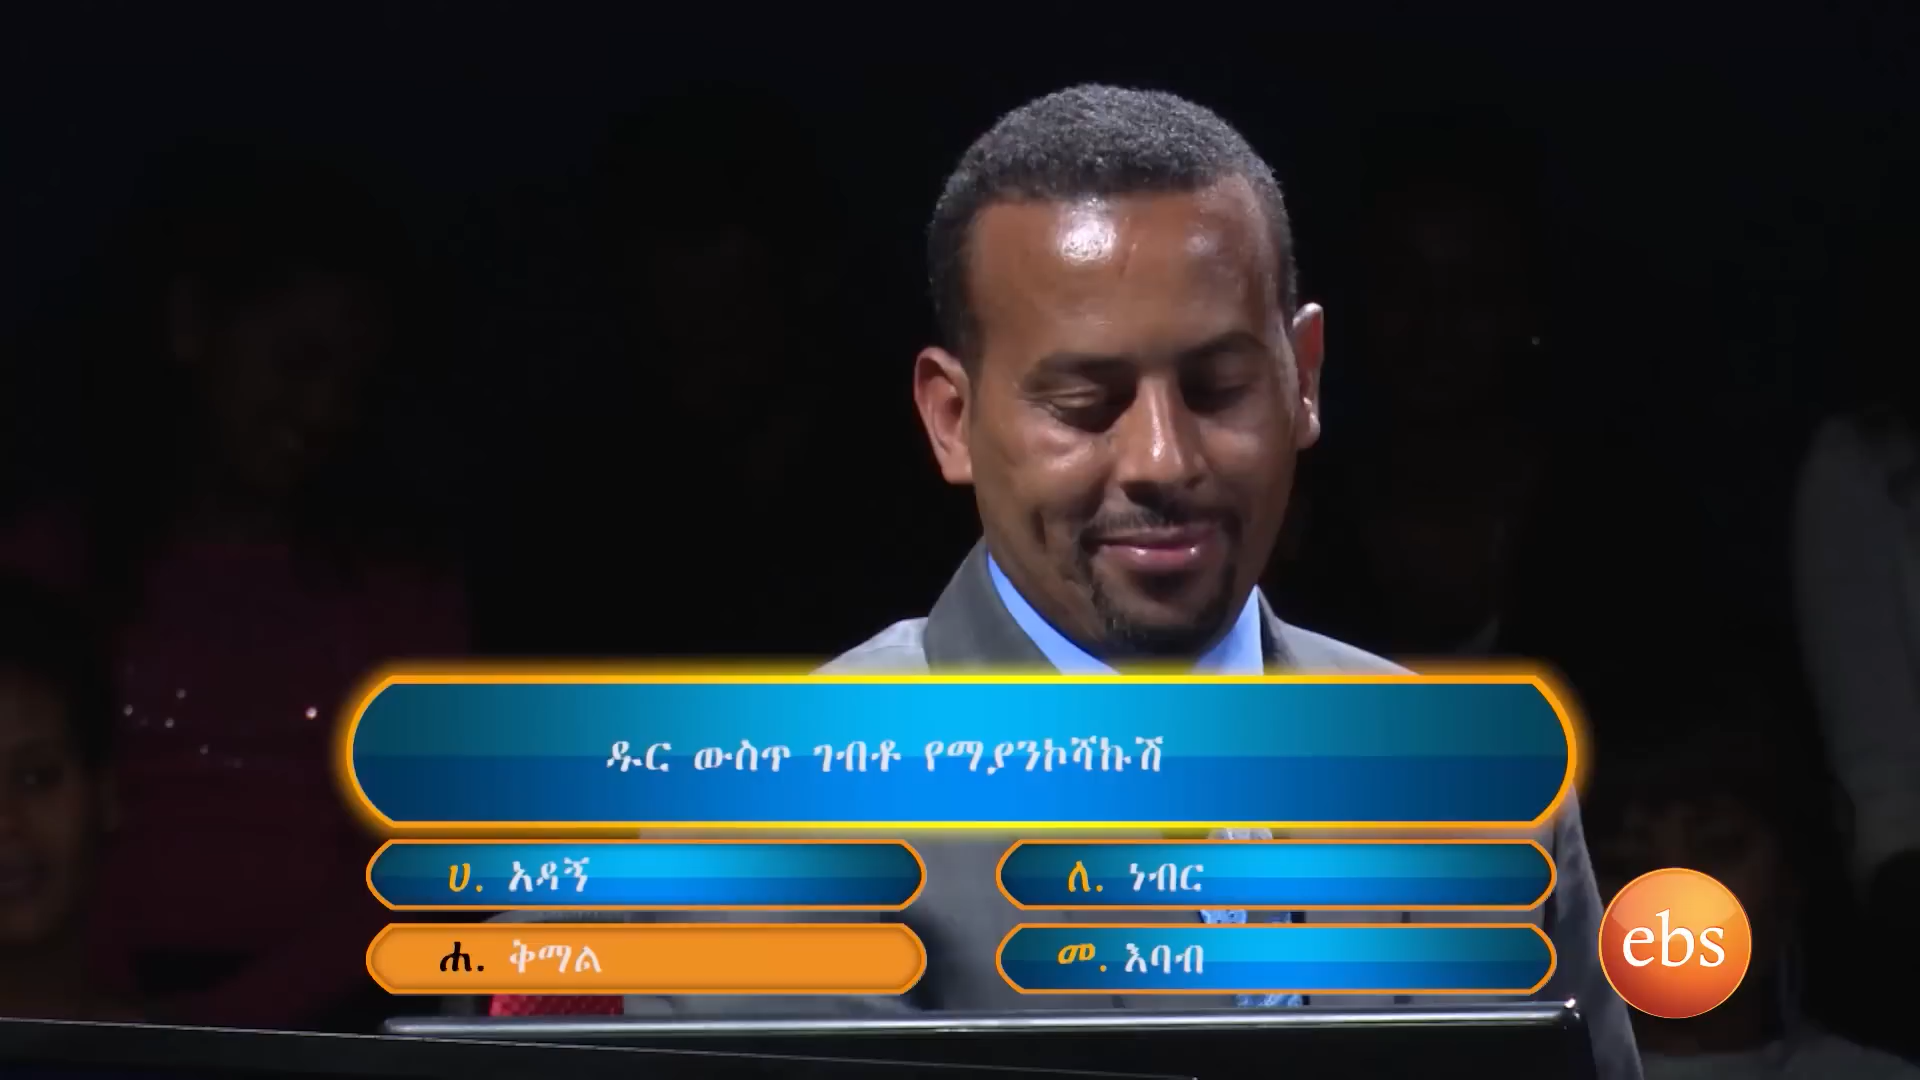 ዱር ውስጥ ገብቶ የማያንኮሻኩሽ
ሀ. አዳኝ
ለ. ነብር
ሐ. ቅማል
መ. እባብ
ebs